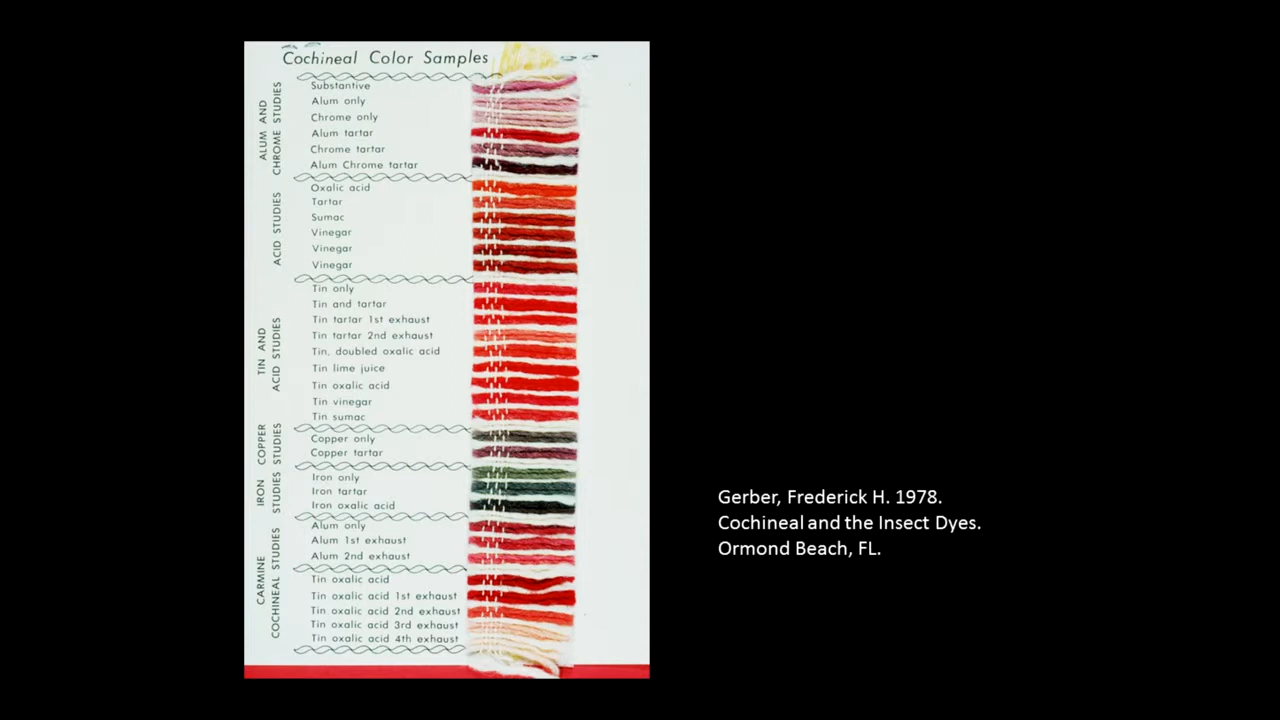 Cochineal Color Samples
ALUM AND
CHROME STUDIES
Substantive
Alum only
Chrome only
Alum tartar
Chrome tartar
Alum Chrome tartar
ACID STUDIES
Oxalic acid
Tartar
Sumac
Vinegar
Vinegar
Vinegar
TIN AND
ACID STUDIES
Tin only
Tin and tartar
Tin tartar 1st exhaust
Tin tartar 2nd exhaust
Tin, doubled oxalic acid
Tin lime juice
Tin oxalic acid
Tin vinegar
Tin sumac
COPPER
STUDIES
Copper only
Copper tartar
IRON
STUDIES
Iron only
Iron tartar
Iron oxalic acid
CARMINE
COCHINEAL STUDIES
Alum only
Alum 1st exhaust
Alum 2nd exhaust
Tin oxalic acid
Tin oxalic acid 1st exhaust
Tin oxalic acid 2nd exhaust
Tin oxalic acid 3rd exhaust
Tin oxalic acid 4th exhaust
Gerber, Frederick H. 1978.
Cochineal and the Insect Dyes.
Ormond Beach, FL.